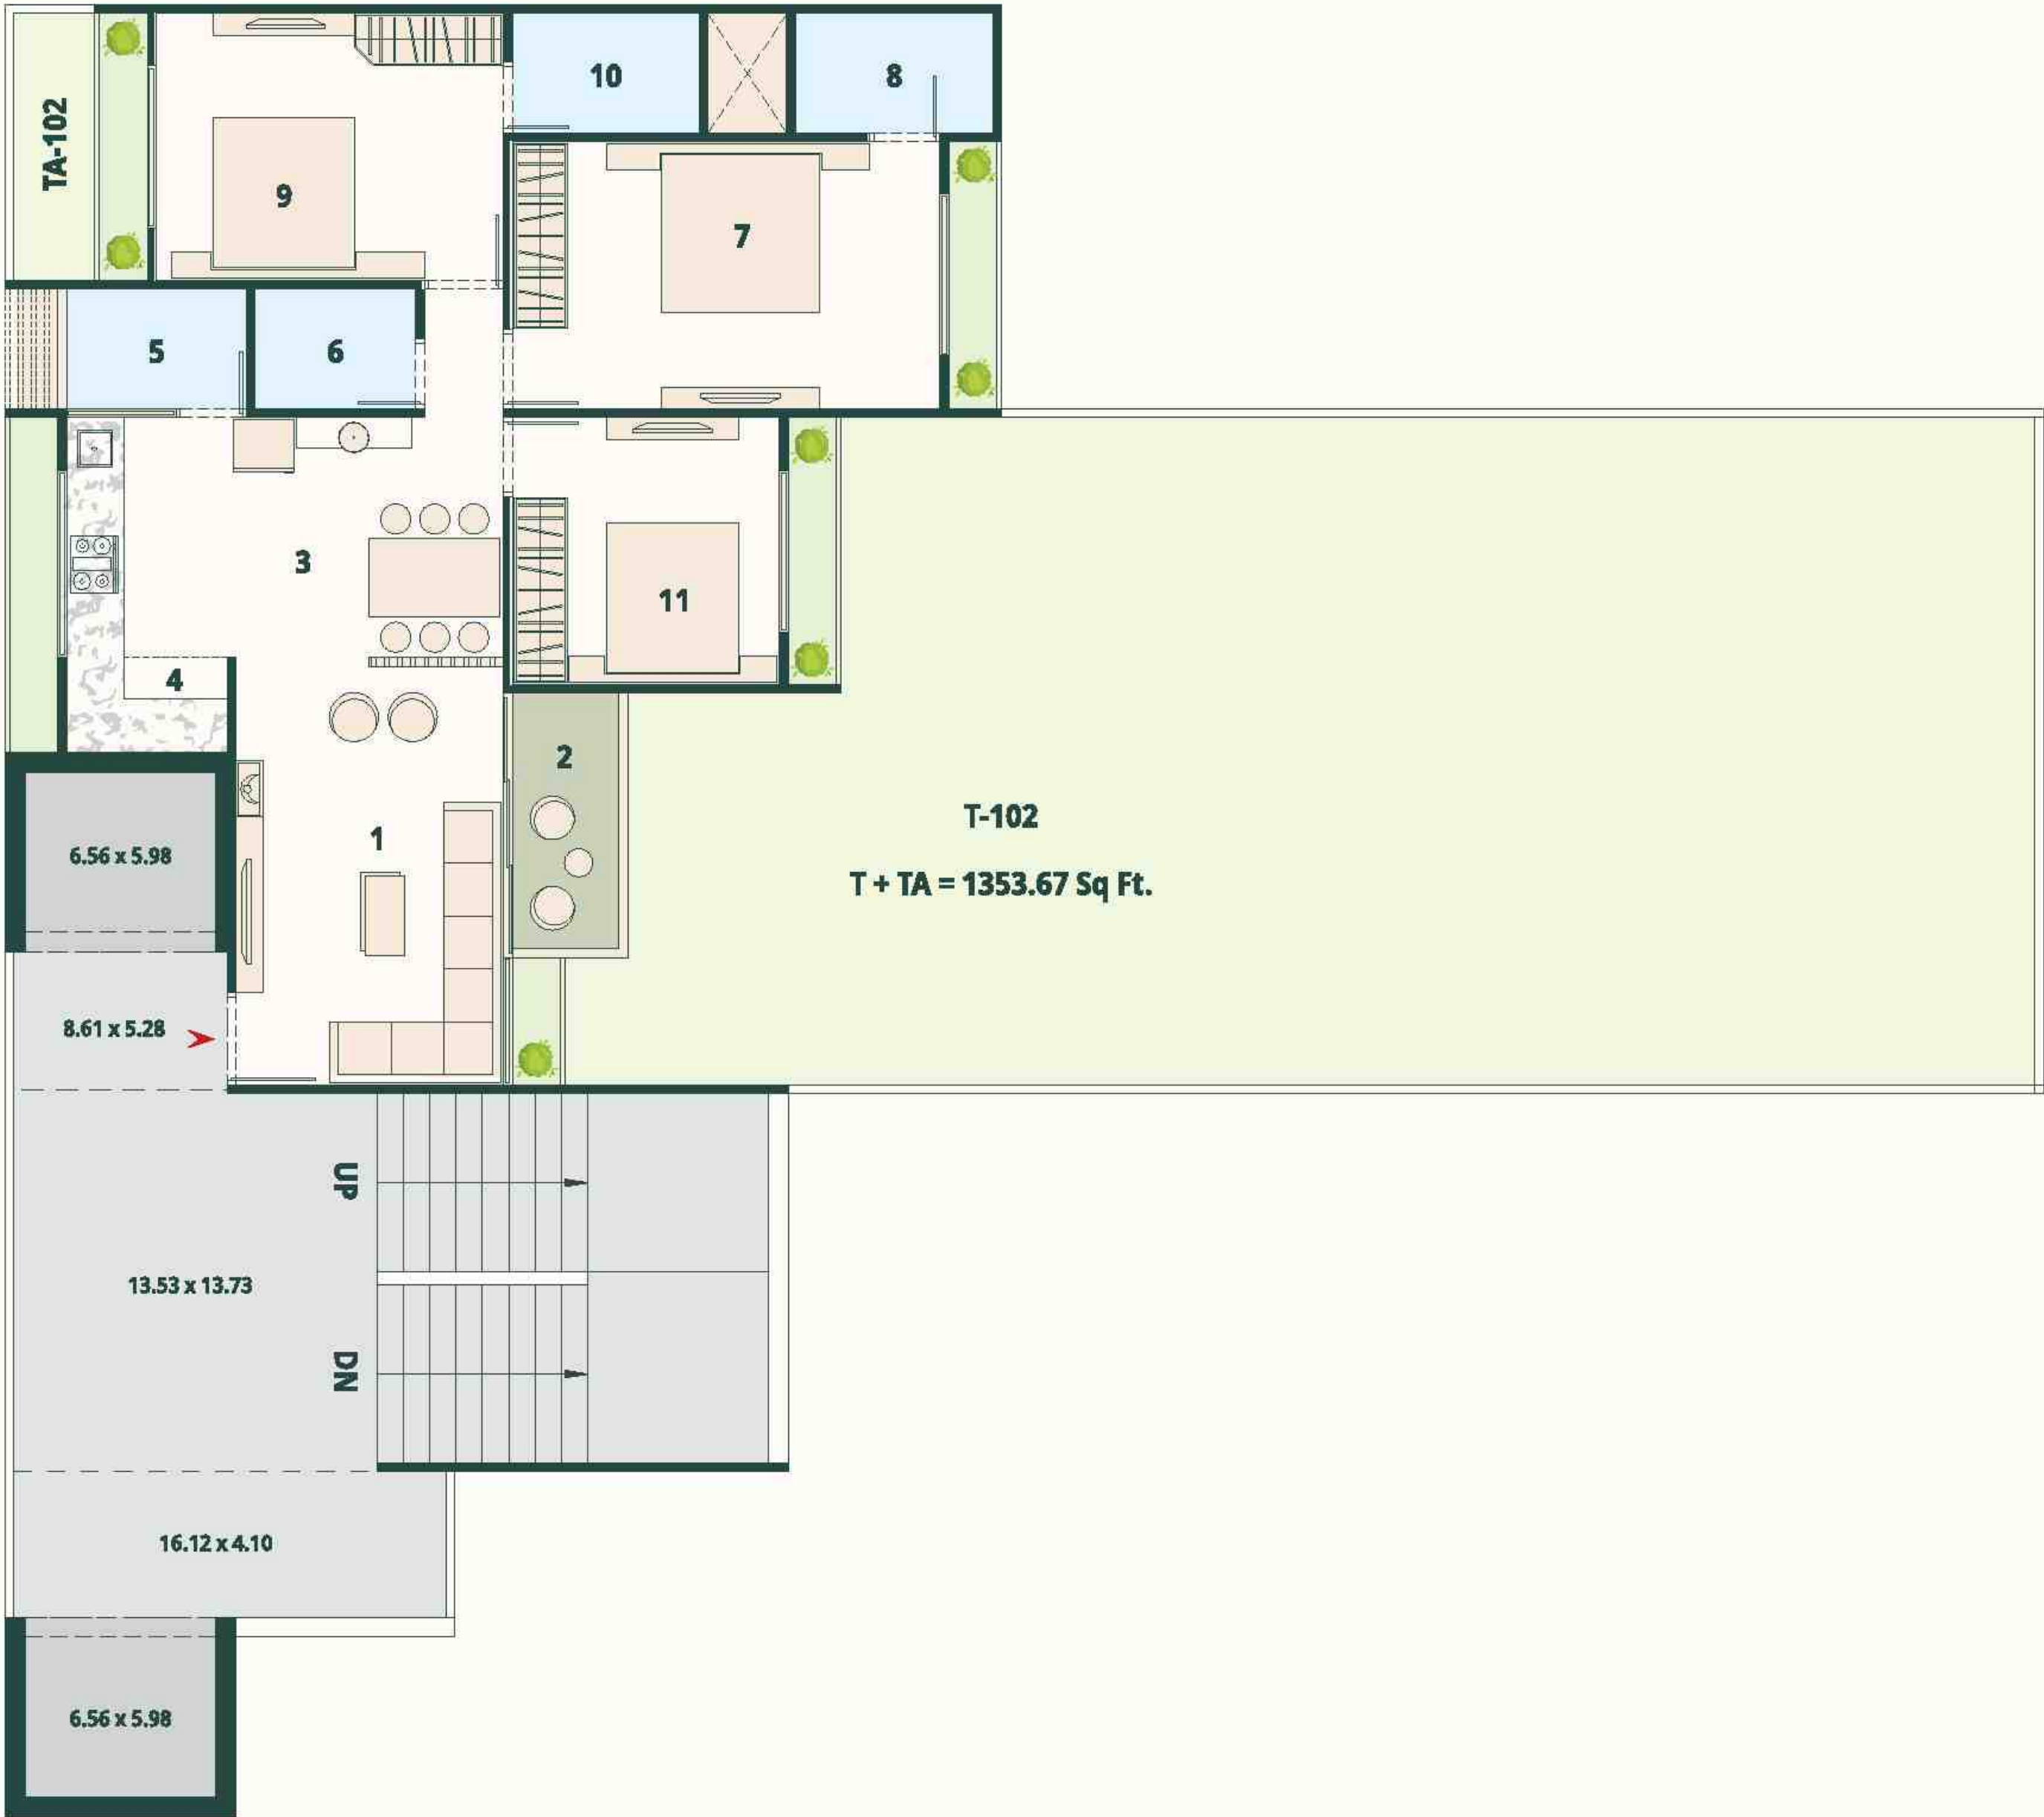 TA-102
10
8
9
7
5
6
3
11
4
2
1
T-102
T + TA = 1353.67 Sq Ft.
6.56 x 5.98
8.61 x 5.28
UP
13.53 x 13.73
DN
16.12 x 4.10
6.56 x 5.98